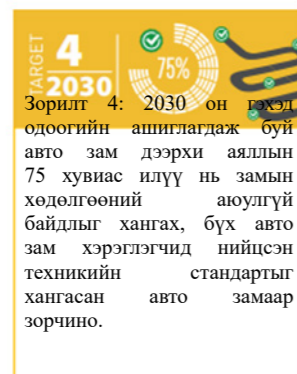 TARGET
4
2030
75%
Зорилт 4: 2030 он гэхэд
одоогийн ашиглагдаж буй
авто зам дээрхи аяллын
75 хувиас илүү нь замын
хөдөлгөөний аюулгүй
байдлыг хангах, бүх авто
зам хэрэглэгчид нийцсэн
техникийн стандартыг
хангасан авто замаар
зорчино.